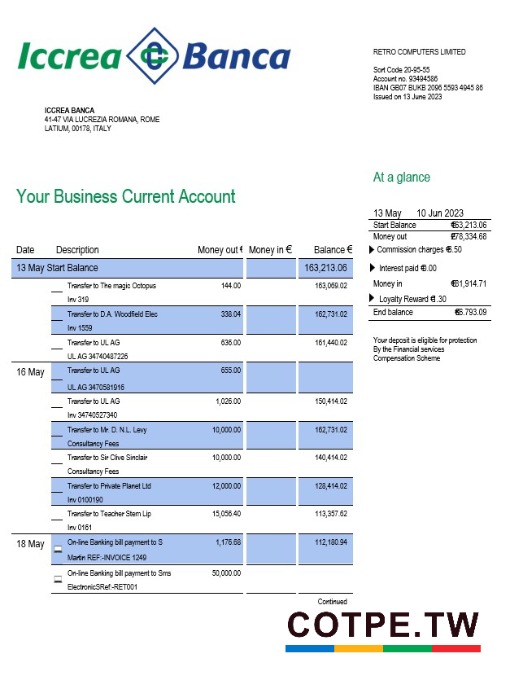 Iccrea Banca
RETRO COMPUTERS LIMITED
Sort Code 20-95-55
Account no. 93494586
IBAN GB07 BUKB 2096 5593 4945 86
Issued on 13 June 2023
ICCREA BANCA
41-47 VIA LUCREZIA ROMANA, ROME
LATIUM, 00178, ITALY
At a glance
Your Business Current Account
13 May 10 Jun 2023
Start Balance €63,213.06
Money out €78,334.68
Commission charges €6.50
Interest paid €0.00
Money in €31,914.71
Loyalty Reward €1.30
End balance €6.793.09
Your deposit is eligible for protection
By the Financial services
Compensation Scheme
Date Description Money out € Money in € Balance €
13 May Start Balance 163,213.06
Transfer to The magic Octopus 144.00 163,069.02
Inv 319
Transfer to D.A. Woodfield Elec 338.04 162,731.02
Inv 1559
Transfer to UL AG 636.00 161,440.02
UL AG 34740487226
16 May Transfer to UL AG 655.00
UL AG 3470581916
Transfer to UL AG 1,026.00 150,414.02
Inv 34740527340
Transfer to Mr. D. N.L. Levy 10,000.00 162,731.02
Consultancy Fees
Transfer to Sir Clive Sinclair 10,000.00 140,414.02
Consultancy Fees
Transfer to Private Planet Ltd 12,000.00 128,414.02
Inv 0100190
Transfer to Teacher Stern Lip 15,056.40 113,357.62
Inv 0161
18 May On-line Banking bill payment to S 1,176.68 112,180.94
Martin REF:-INVOICE 1249
On-line Banking bill payment to Sms 50,000.00
ElectronicSRef:-RET001
Continued
COTPE.TW